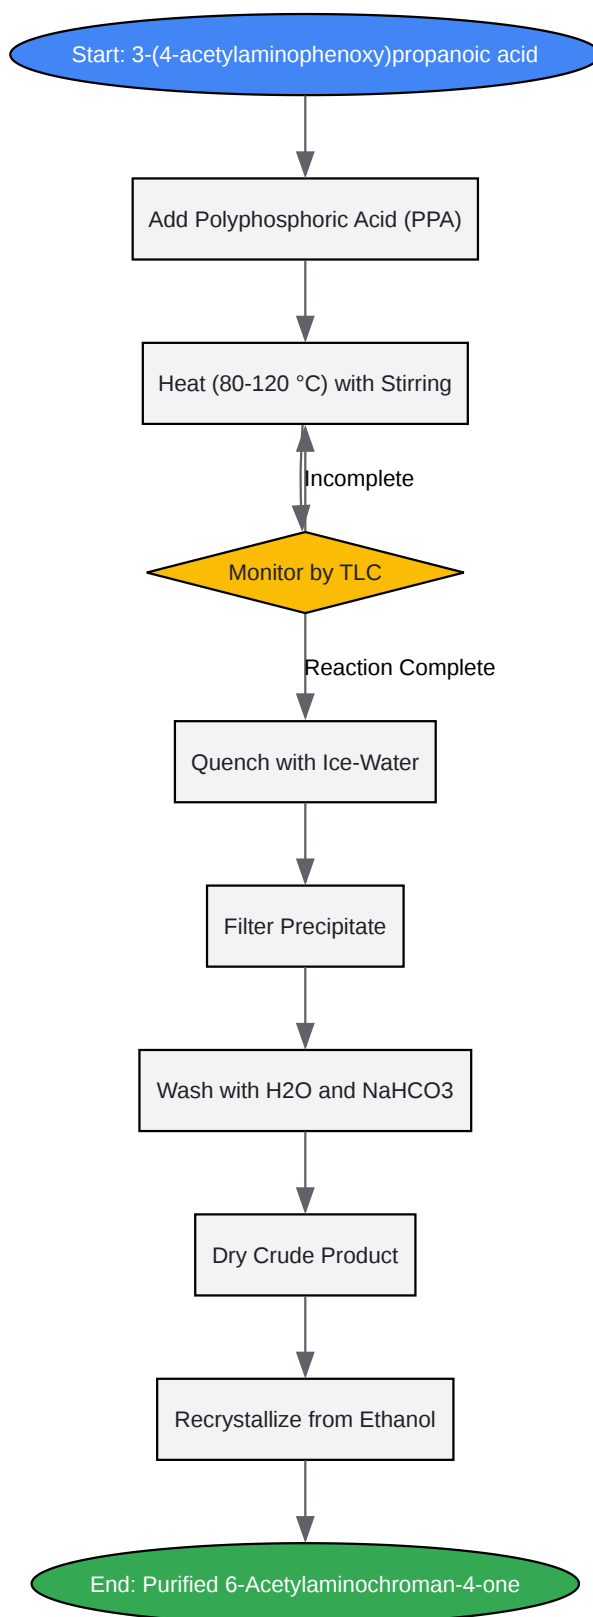 Start: 3-(4-acetylaminophenoxy)propanoic acid
Add Polyphosphoric Acid (PPA)
Heat (80-120 °C) with Stirring
Incomplete
Monitor by TLC
Reaction Complete
Quench with Ice-Water
Filter Precipitate
Wash with H2O and NaHCO3
Dry Crude Product
Recrystallize from Ethanol
End: Purified 6-Acetylaminochroman-4-one